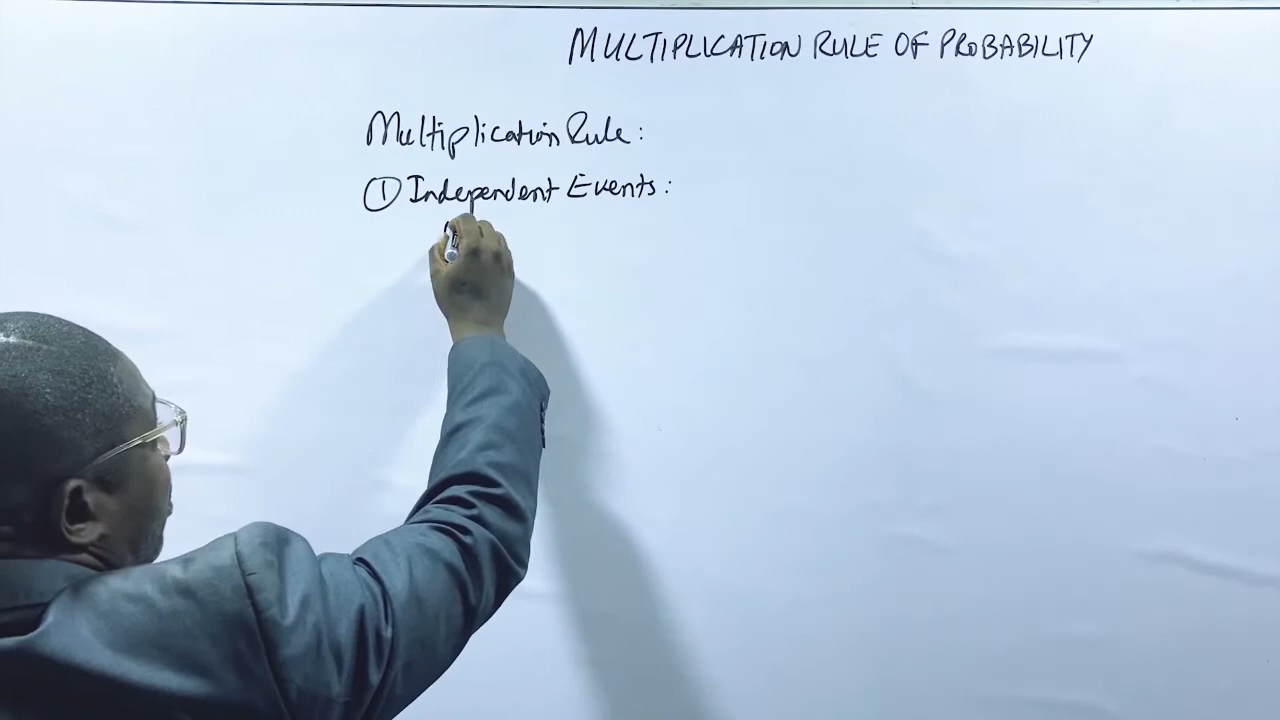 MULTIPLICATION RULE OF PROBABILITY
Multiplication Rule:
① Independent Events: